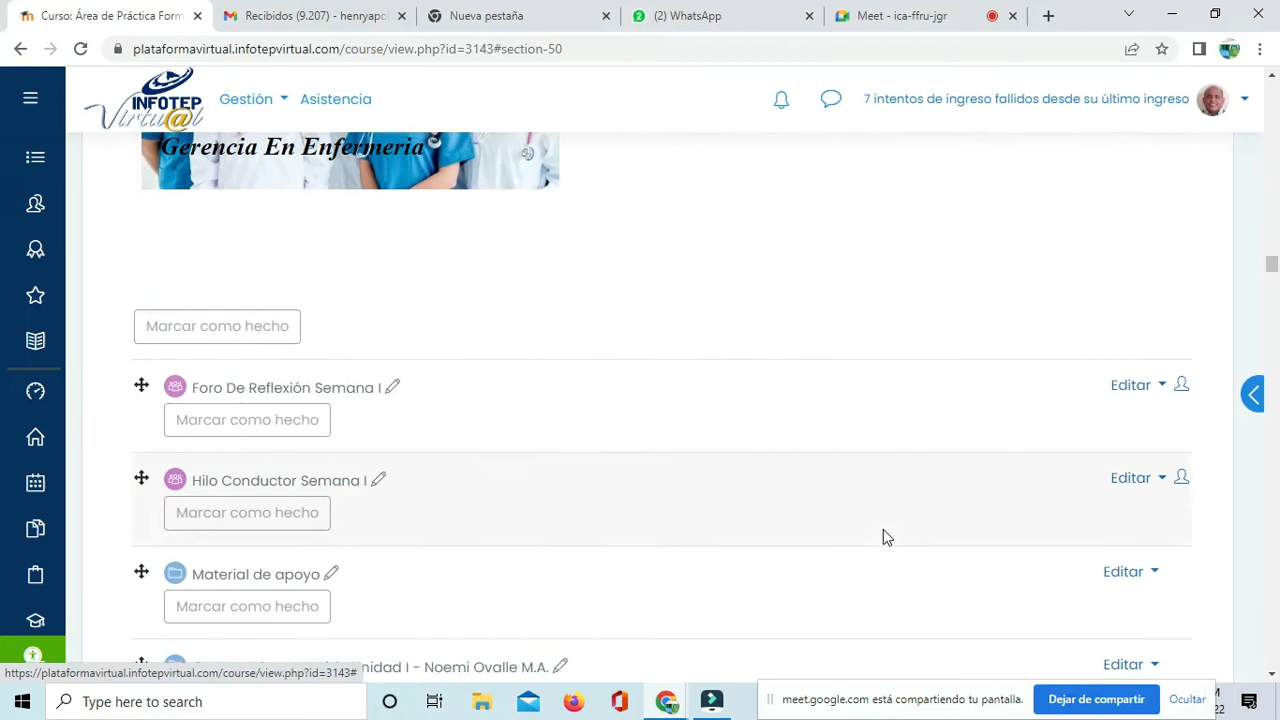 Curso: Área de Práctica Form
Recibidos (9.207) - henryapol
Nueva pestaña
(2) WhatsApp
Meet - ica-ffru-jgr
plataformavirtual.infotepvirtual.com/course/view.php?id=3143#section-50
INFOTEP
Virtu@l
Gestión
Asistencia
7 intentos de ingreso fallidos desde su último ingreso
Gerencia En Enfermeria
Marcar como hecho
Foro De Reflexión Semana I
Editar
Marcar como hecho
Hilo Conductor Semana I
Editar
Marcar como hecho
Material de apoyo
Editar
Marcar como hecho
I - Noemi Ovalle M.A.
Editar
https://plataformavirtual.infotepvirtual.com/course/view.php?id=3143#
Type here to search
meet.google.com está compartiendo tu pantalla.
Dejar de compartir
Ocultar